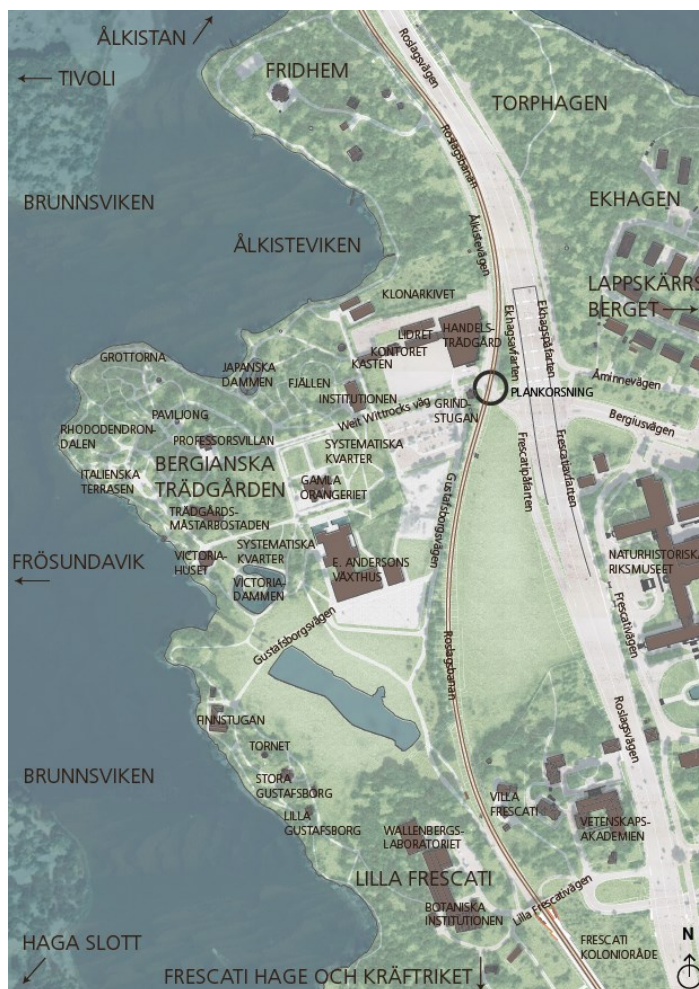 ÅLKISTAN
TIVOLI
FRIDHEM
Roslagsvägen
TORPHAGEN
Roslagsbanan
BRUNNSVIKEN
EKHAGEN
ÅLKISTEVIKEN
Ålkistevägen
LAPPSKÄRRS
BERGET
KLONARKIVET
Ekhagsavfarten
Ekhagspåfarten
LIDRET
HANDELS-
TRÄDGÅRD
KONTORET
KASTEN
GROTTORNA
JAPANSKA
DAMMEN
FJÄLLEN
INSTITUTIONEN
PLANKORSNING
Åminnevägen
Bergiusvägen
PAVILJONG
Veit Wittrocks väg
GRIND-
STUGAN
RHODODENDRON-
DALEN
PROFESSORSVILLAN
SYSTEMATISKA
KVARTER
Frescatipåfarten
Frescatiavfarten
ITALIENSKA
TERRASEN
BERGIANSKA
TRÄDGÅRDEN
GAMLA
ORANGERIET
Gustafsborgsvägen
TRÄDGÅRDS-
MÄSTARBOSTADEN
FRÖSUNDAVIK
VICTORIA-
HUSET
SYSTEMATISKA
KVARTER
E. ANDERSONS
VÄXTHUS
NATURHISTORISKA
RIKSMUSEET
VICTORIA-
DAMMEN
Frescativägen
Gustafsborgsvägen
Roslagsbanan
Roslagsvägen
FINNSTUGAN
TORNET
BRUNNSVIKEN
STORA
GUSTAFSBORG
LILLA
GUSTAFSBORG
VILLA
FRESCATI
WALLENBERGS-
LABORATORIET
VETENSKAPS-
AKADEMIEN
LILLA FRESCATI
Lilla Frescativägen
BOTANISKA
INSTITUTIONEN
HAGA SLOTT
FRESCATI
KOLONIORÅDE
N
FRESCATI HAGE OCH KRÄFTRIKET